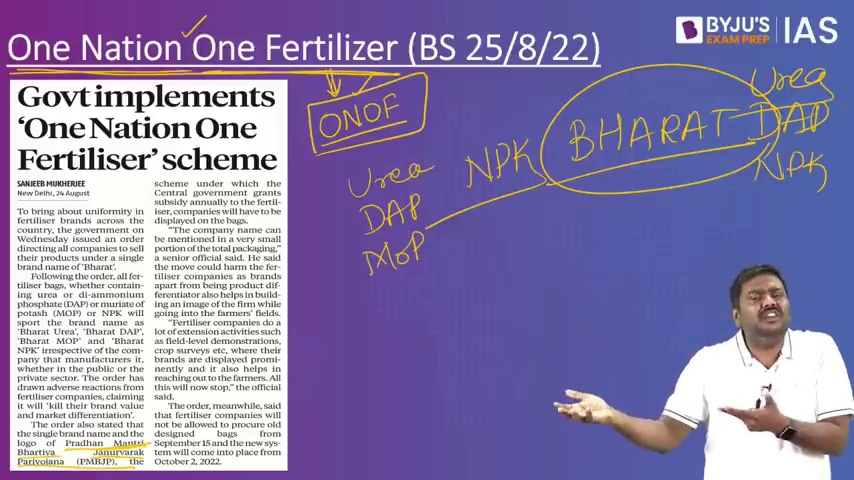 One Nation One Fertilizer (BS 25/8/22)
BYJU'S
EXAM PREP
IAS
Govt implements
‘One Nation One
Fertiliser’ scheme
SANJEEB MUKHERJEE
New Delhi, 24 August
To bring about uniformity in
fertiliser brands across the
country, the government on
Wednesday issued an order
directing all companies to sell
their products under a single
brand name of ‘Bharat’.
Following the order, all fer-
tiliser bags, whether contain-
ing urea or di-ammonium
phosphate (DAP) or muriate of
potash (MOP) or NPK will
sport the brand name as
‘Bharat Urea’, ‘Bharat DAP’,
‘Bharat MOP’ and ‘Bharat
NPK’ irrespective of the com-
pany that manufacturers it,
whether in the public or the
private sector. The order has
drawn adverse reactions from
fertiliser companies, claiming
it will ‘kill their brand value
and market differentiation’.
The order also stated that
the single brand name and the
logo of Pradhan Mantri
Bhartiya Janurvarak
Pariyojana (PMBJP), the
scheme under which the
Central government grants
subsidy annually to the fertil-
iser, companies will have to be
displayed on the bags.
“The company name can
be mentioned in a very small
portion of the total packaging,”
a senior official said. He said
the move could harm the fer-
tiliser companies as brands
apart from being product dif-
ferentiator also helps in build-
ing an image of the firm while
going into the farmers’ fields.
“Fertiliser companies do a
lot of extension activities such
as field-level demonstrations,
crop surveys etc, where their
brands are displayed promi-
nently and it also helps in
reaching out to the farmers. All
this will now stop,” the official
said.
The order, meanwhile, said
that fertiliser companies will
not be allowed to procure old
designed bags from
September 15 and the new sys-
tem will come into place from
October 2, 2022.
ONOF
Urea
DAP
MOP
NPK
BHARAT
Urea
DAP
NPK